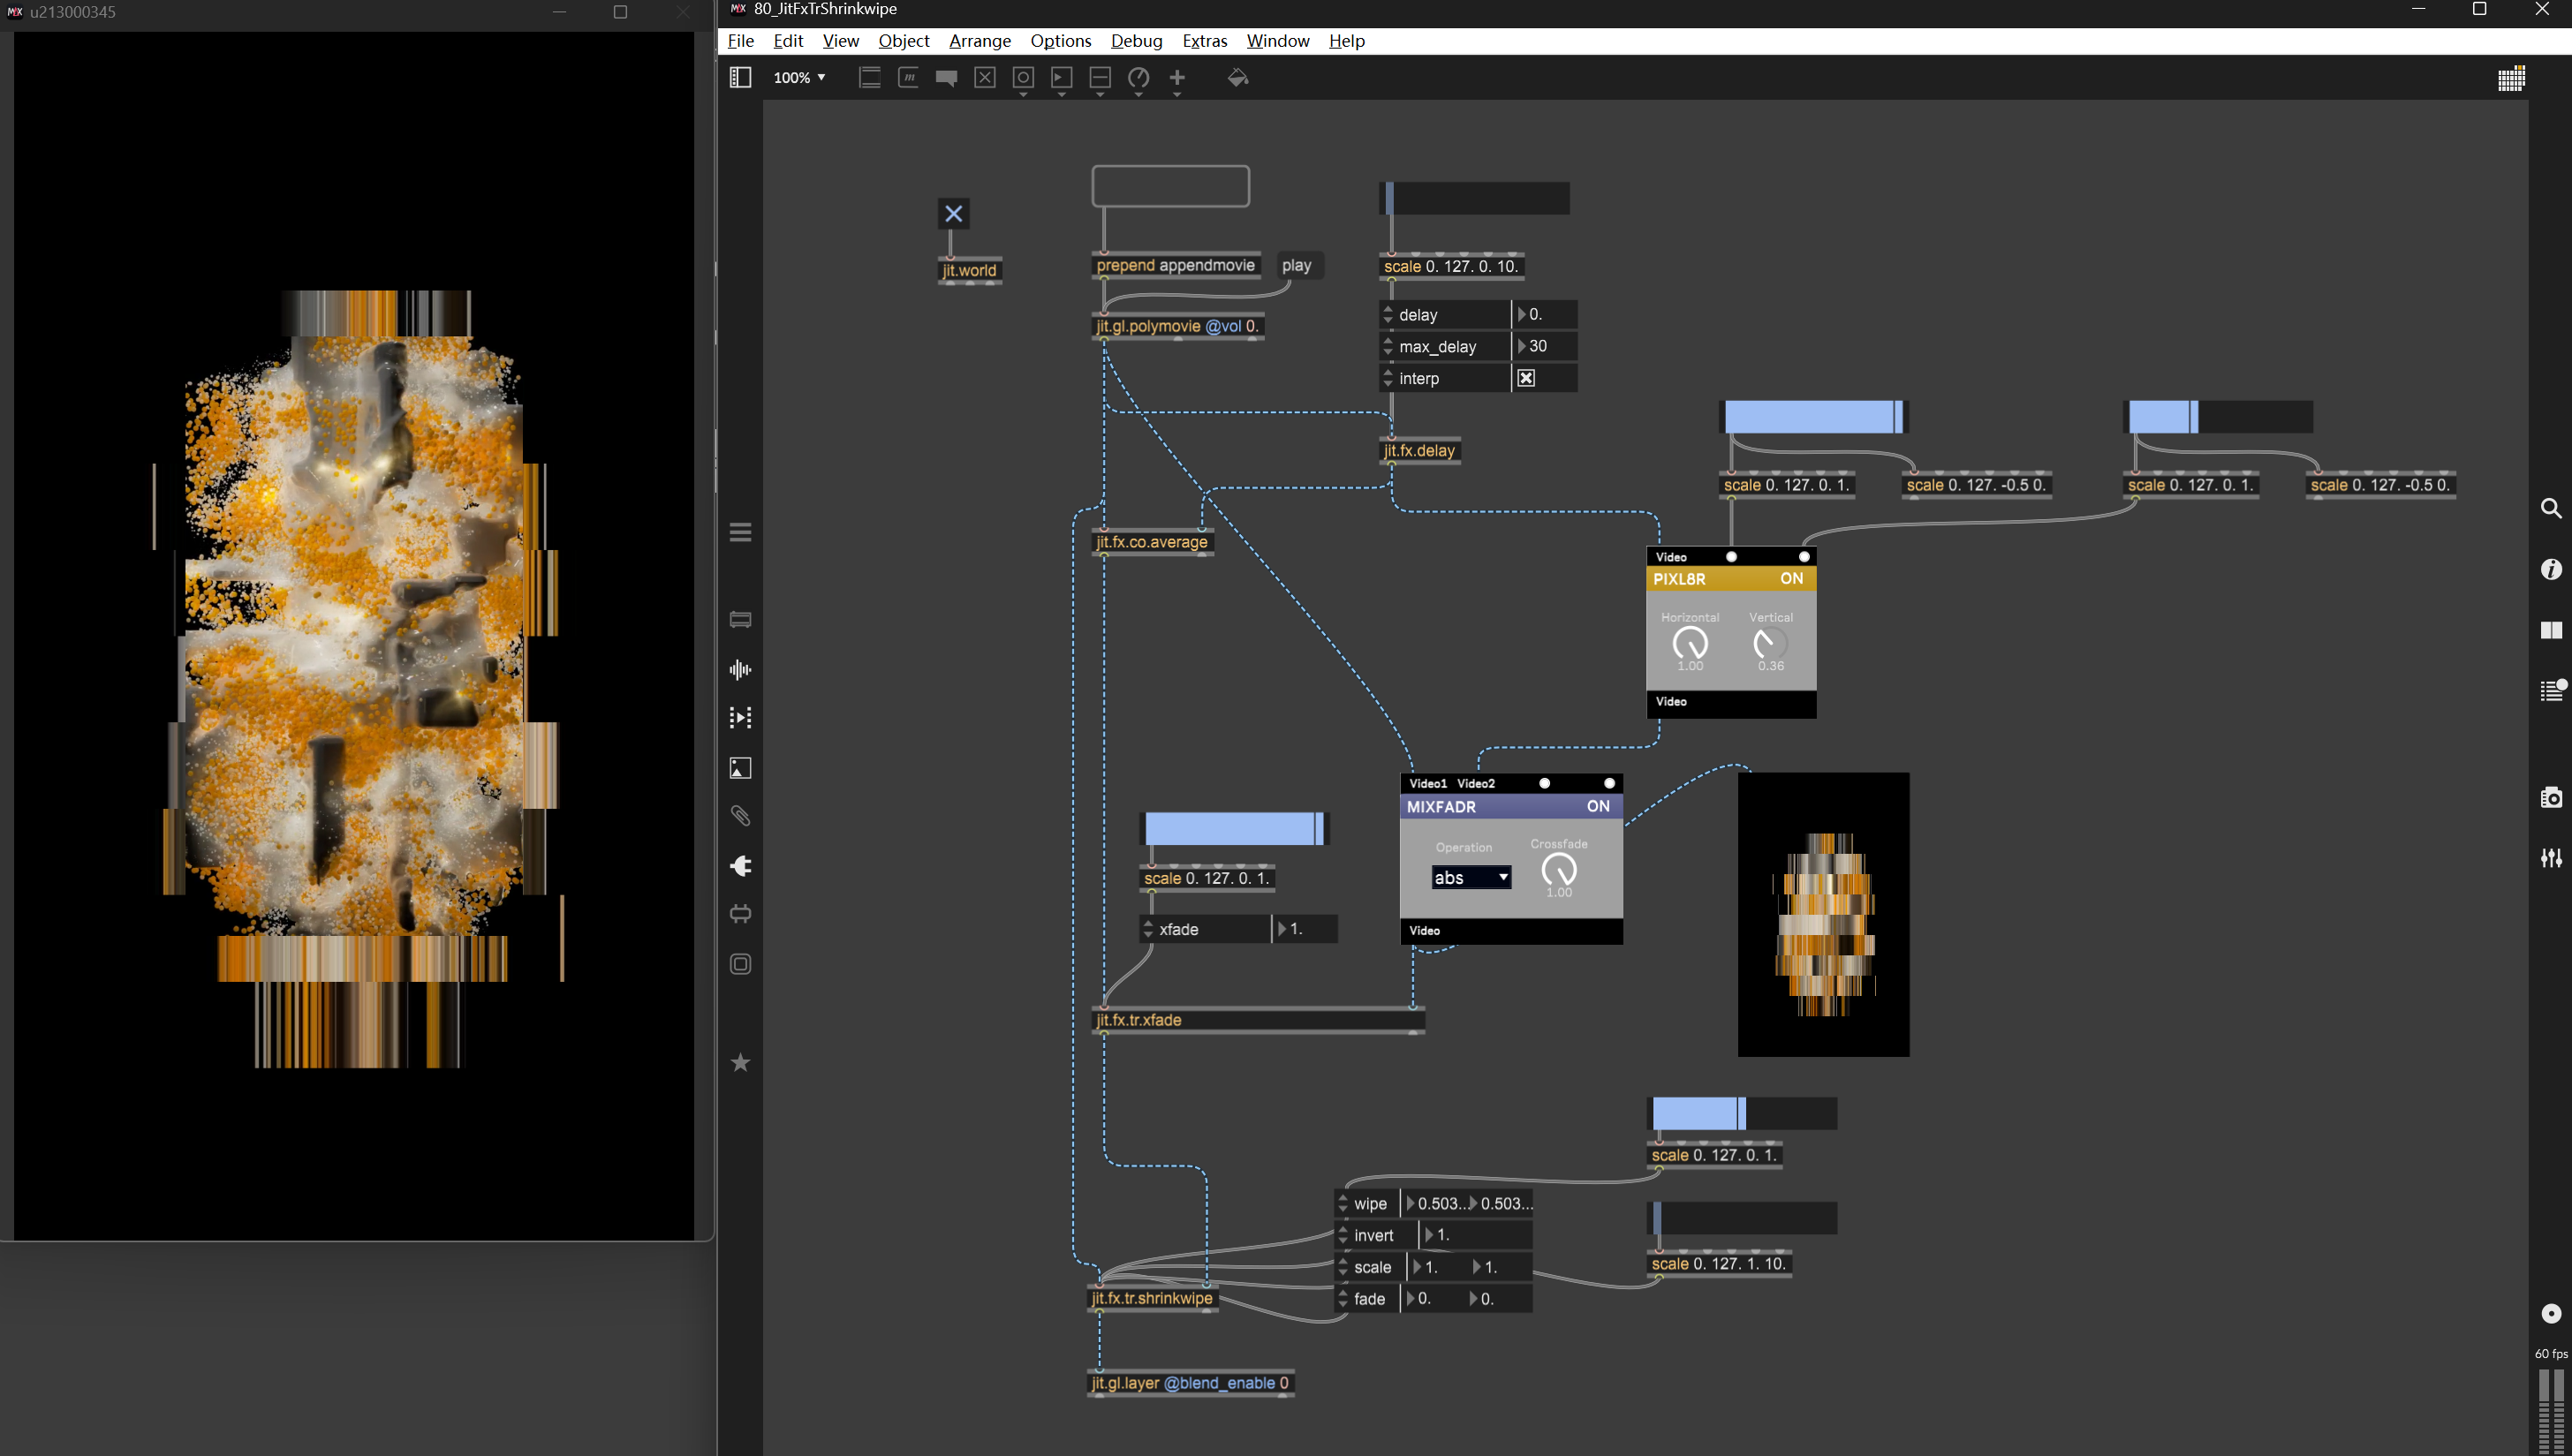 u213000345
80_JitFxTrShrinkwipe
File Edit View Object Arrange Options Debug Extras Window Help
100%
jit.world
prepend appendmovie
play
jit.gl.polymovie @vol 0.
scale 0. 127. 0. 10.
delay 0.
max_delay 30
interp
jit.fx.delay
scale 0. 127. 0. 1.
scale 0. 127. -0.5 0.
scale 0. 127. 0. 1.
scale 0. 127. -0.5 0.
jit.fx.co.average
Video
PIXL8R ON
Horizontal Vertical
1.00 0.36
Video
Video1 Video2
MIXFADR ON
Operation Crossfade
abs
1.00
Video
scale 0. 127. 0. 1.
xfade 1.
jit.fx.tr.xfade
scale 0. 127. 0. 1.
wipe 0.503... 0.503...
invert 1.
scale 1. 1.
fade 0. 0.
scale 0. 127. 1. 10.
jit.fx.tr.shrinkwipe
jit.gl.layer @blend_enable 0
60 fps